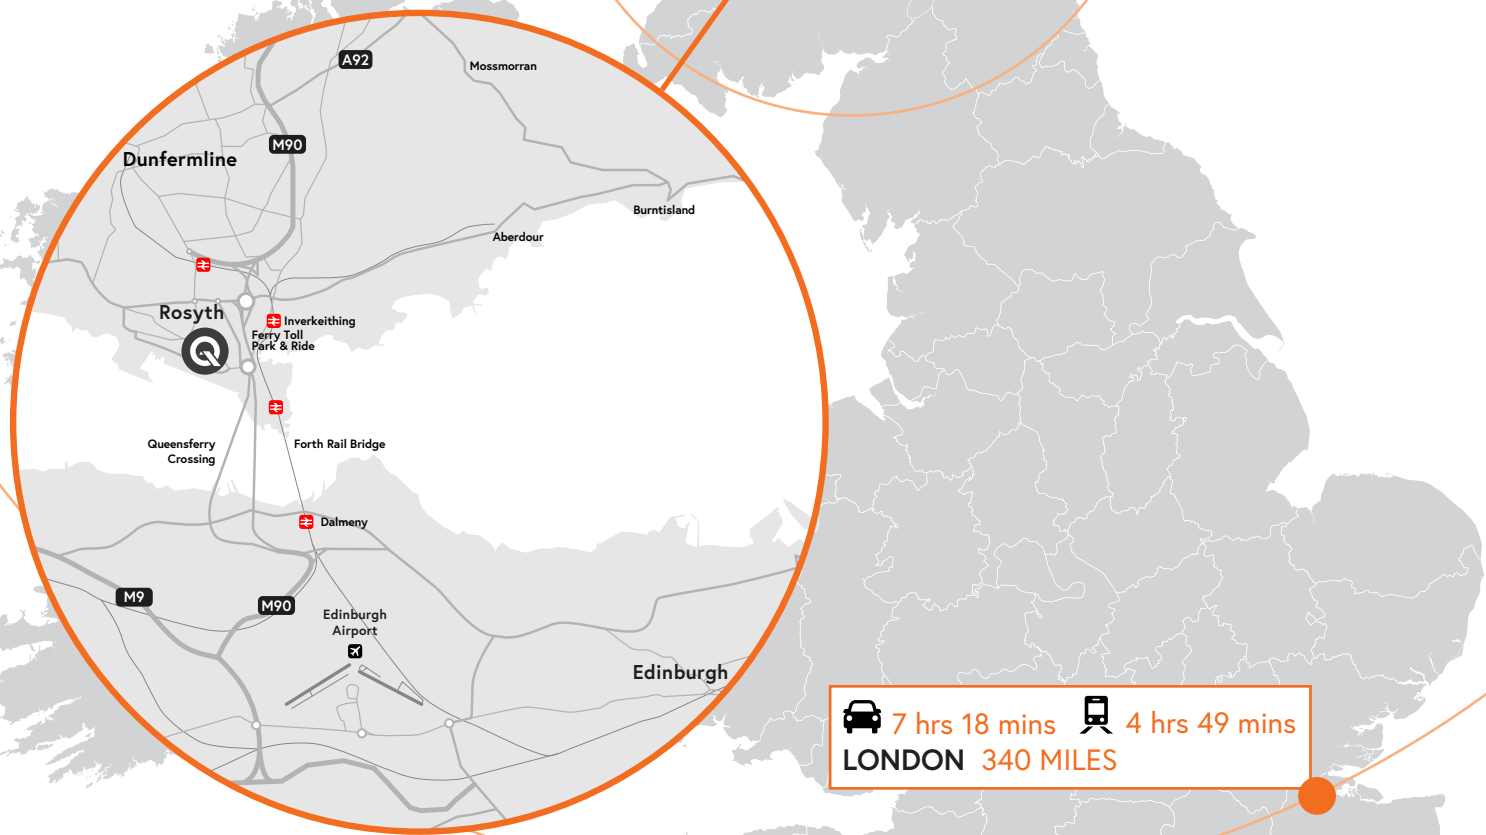 A92
Mossmorran
M90
Dunfermline
Burntisland
Aberdour
Rosyth
Inverkeithing
Ferry Toll
Park & Ride
Q
Queensferry
Crossing
Forth Rail Bridge
Dalmeny
M9
M90
Edinburgh
Airport
Edinburgh
7 hrs 18 mins 4 hrs 49 mins
LONDON 340 MILES